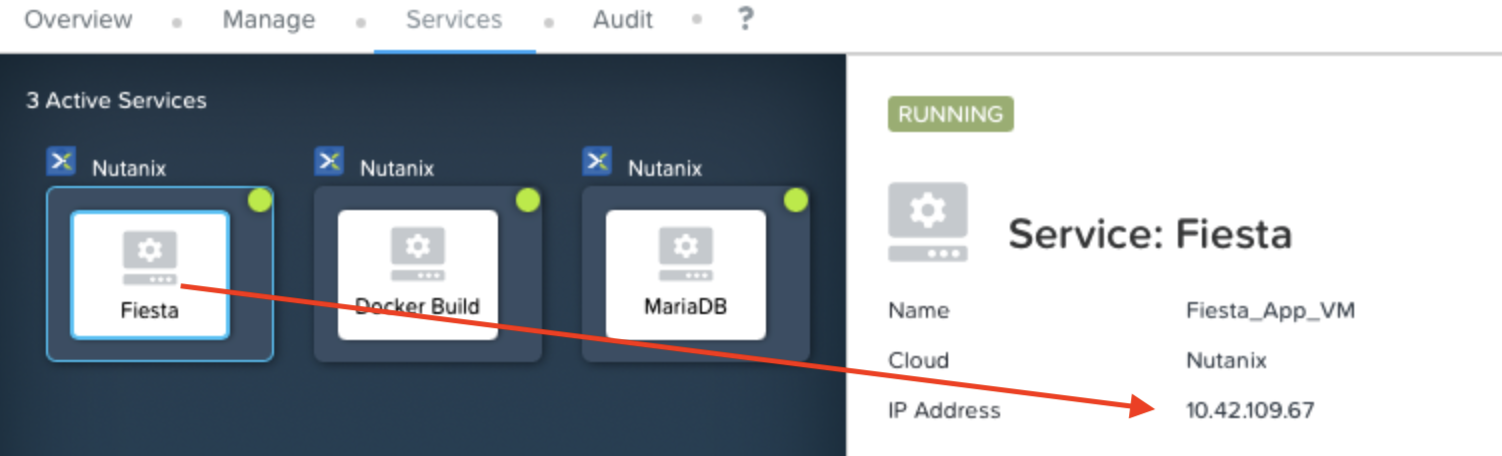 Overview Manage Services Audit ?
3 Active Services
Nutanix Nutanix Nutanix
Fiesta Docker Build MariaDB
RUNNING
Service: Fiesta
Name Fiesta_App_VM
Cloud Nutanix
IP Address 10.42.109.67